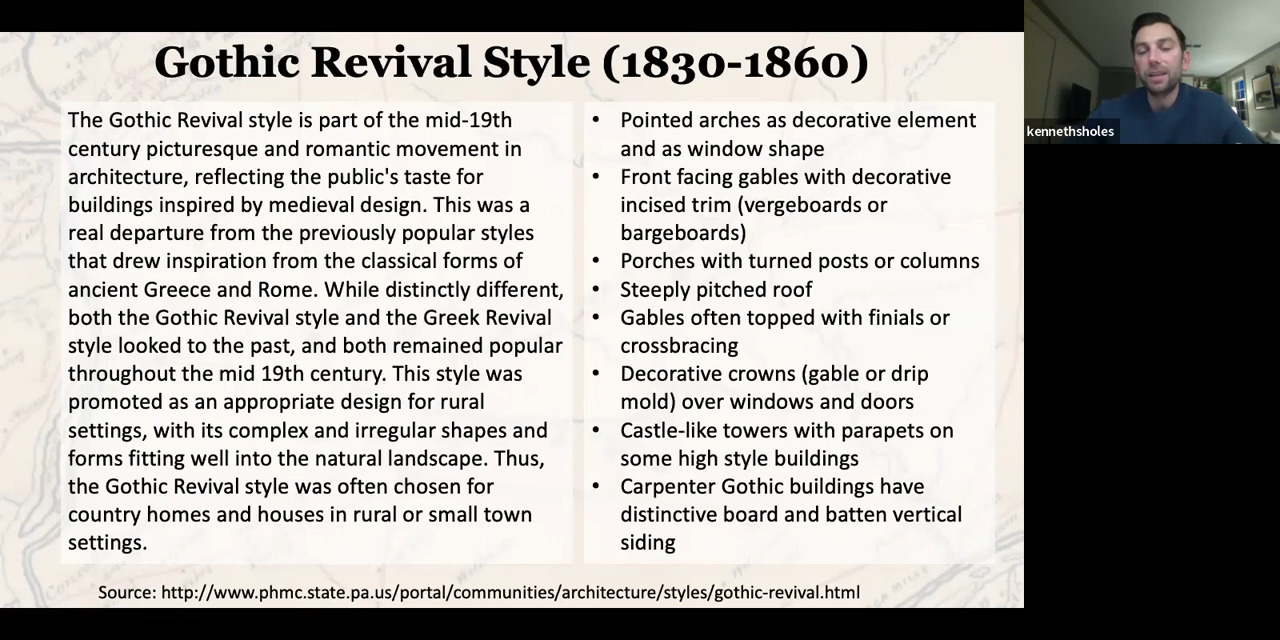 Gothic Revival Style (1830-1860)
The Gothic Revival style is part of the mid-19th
century picturesque and romantic movement in
architecture, reflecting the public's taste for
buildings inspired by medieval design. This was a
real departure from the previously popular styles
that drew inspiration from the classical forms of
ancient Greece and Rome. While distinctly different,
both the Gothic Revival style and the Greek Revival
style looked to the past, and both remained popular
throughout the mid 19th century. This style was
promoted as an appropriate design for rural
settings, with its complex and irregular shapes and
forms fitting well into the natural landscape. Thus,
the Gothic Revival style was often chosen for
country homes and houses in rural or small town
settings.
• Pointed arches as decorative element
and as window shape
• Front facing gables with decorative
incised trim (vergeboards or
bargeboards)
• Porches with turned posts or columns
• Steeply pitched roof
• Gables often topped with finials or
crossbracing
• Decorative crowns (gable or drip
mold) over windows and doors
• Castle-like towers with parapets on
some high style buildings
• Carpenter Gothic buildings have
distinctive board and batten vertical
siding
Source: http://www.phmc.state.pa.us/portal/communities/architecture/styles/gothic-revival.html
kennethsholes